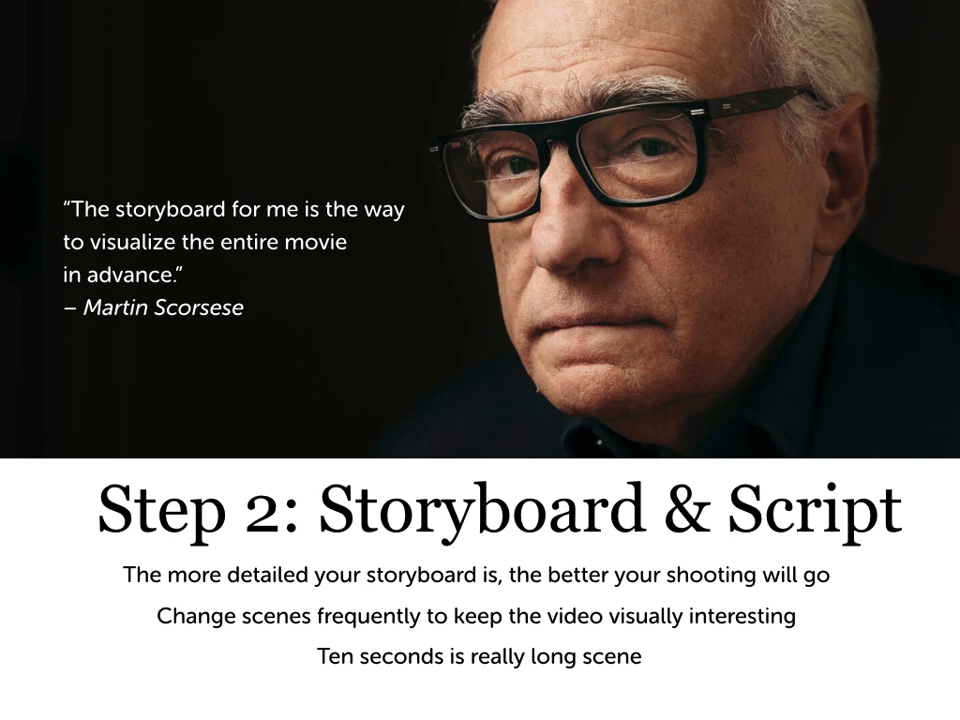 “The storyboard for me is the way
to visualize the entire movie
in advance.”
– Martin Scorsese
Step 2: Storyboard & Script
The more detailed your storyboard is, the better your shooting will go
Change scenes frequently to keep the video visually interesting
Ten seconds is really long scene